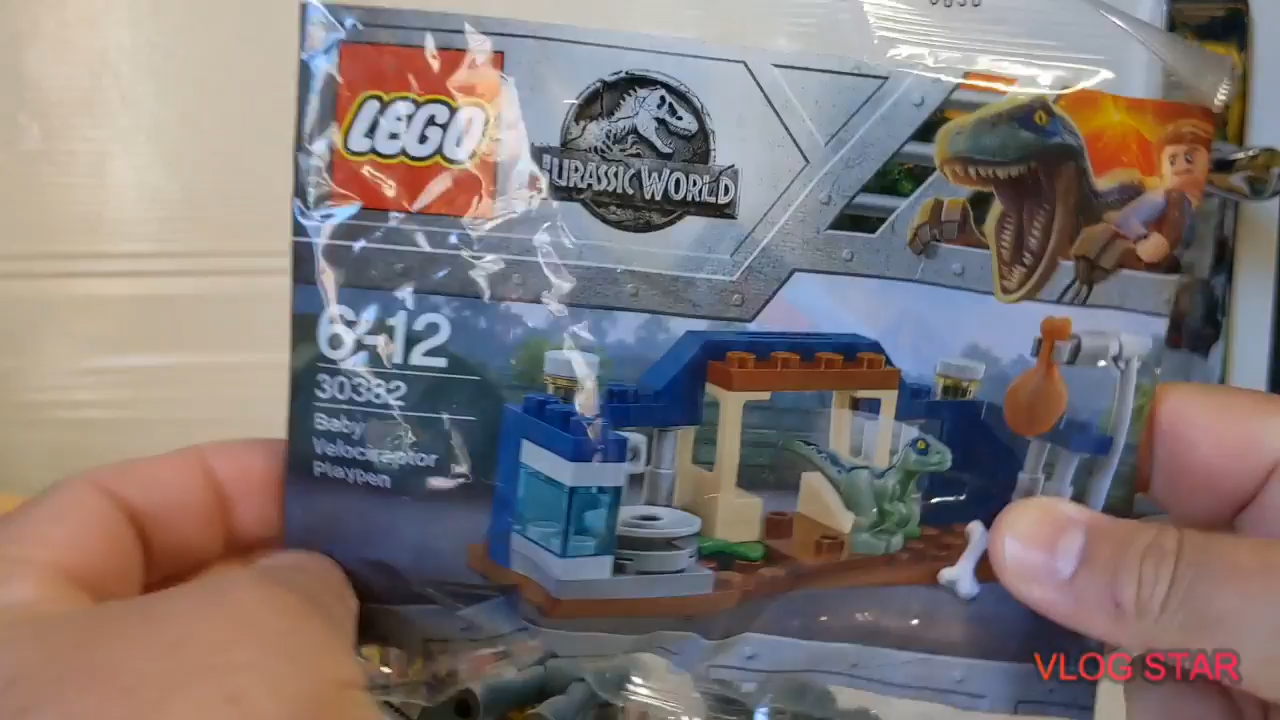 LEGO
JURASSIC WORLD
6-12
30382
Baby
Velociraptor
Playpen
VLOG STAR